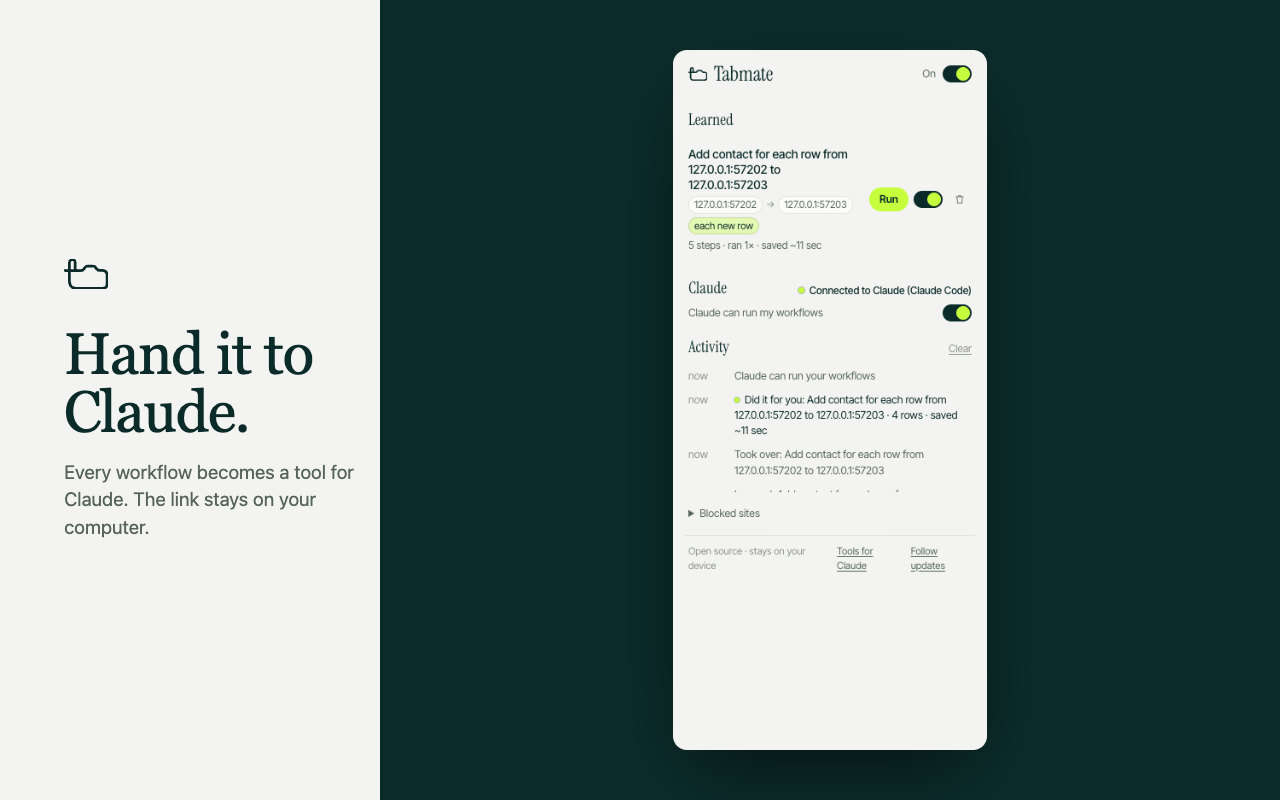 Hand it to
Claude.
Every workflow becomes a tool for
Claude. The link stays on your
computer.
Tabmate
On
Learned
Add contact for each row from
127.0.0.1:57202 to
127.0.0.1:57203
127.0.0.1:57202 → 127.0.0.1:57203
each new row
5 steps · ran 1× · saved ~11 sec
Run
Claude
Connected to Claude (Claude Code)
Claude can run my workflows
Activity
Clear
now Claude can run your workflows
now Did it for you: Add contact for each row from
127.0.0.1:57202 to 127.0.0.1:57203 · 4 rows · saved
~11 sec
now Took over: Add contact for each row from
127.0.0.1:57202 to 127.0.0.1:57203
Blocked sites
Open source · stays on your
device
Tools for
Claude
Follow
updates